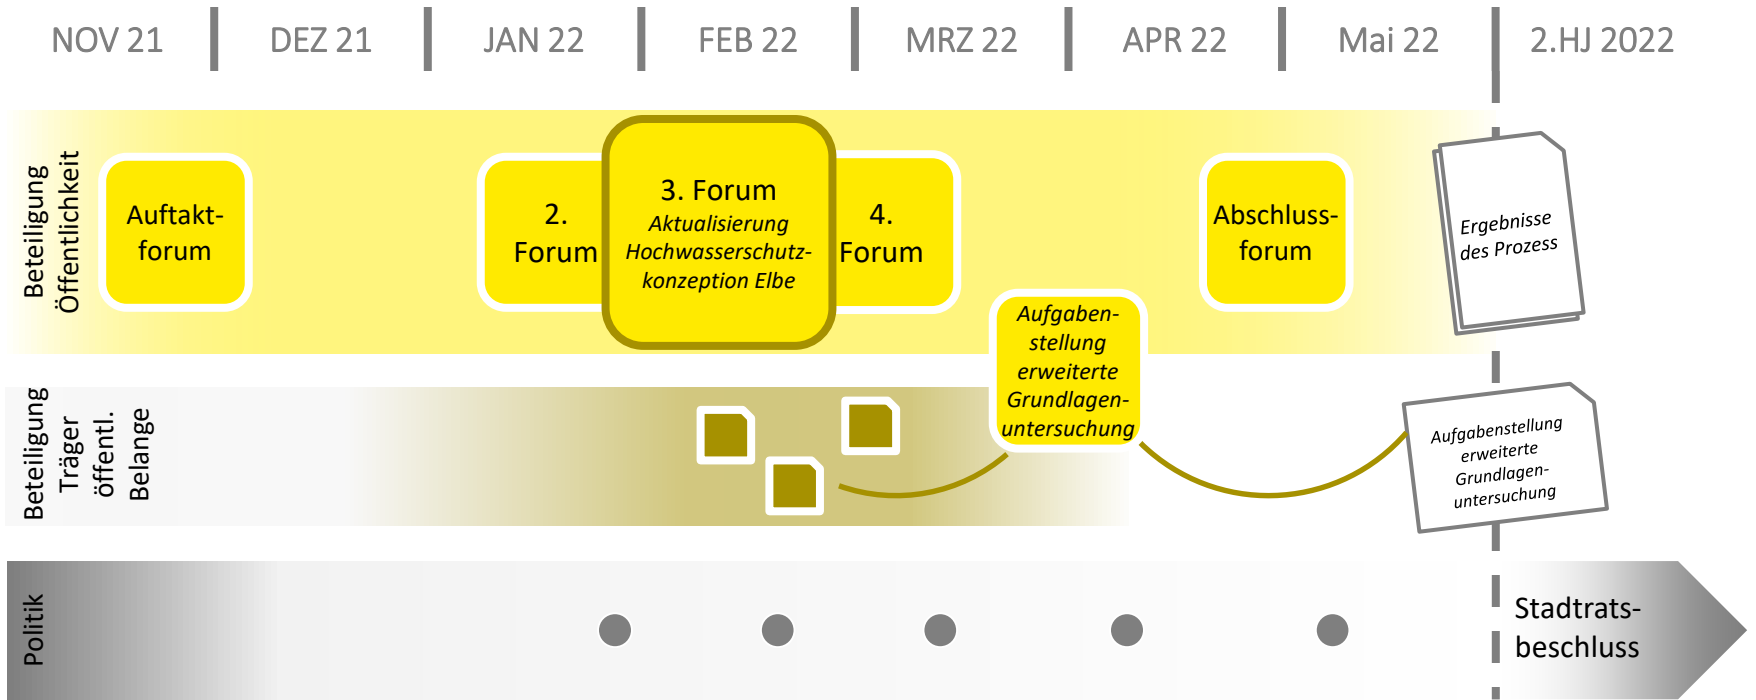 NOV 21
DEZ 21
JAN 22
FEB 22
MRZ 22
APR 22
Mai 22
2.HJ 2022
Beteiligung
Öffentlichkeit
Auftakt-
forum
2.
Forum
3. Forum
Aktualisierung
Hochwasserschutz-
konzeption Elbe
4.
Forum
Abschluss-
forum
Ergebnisse
des Prozess
Beteiligung
Träger
öffentl.
Belange
Aufgaben-
stellung
erweiterte
Grundlagen-
untersuchung
Aufgabenstellung
erweiterte
Grundlagen-
untersuchung
Politik
Stadtrats-
beschluss